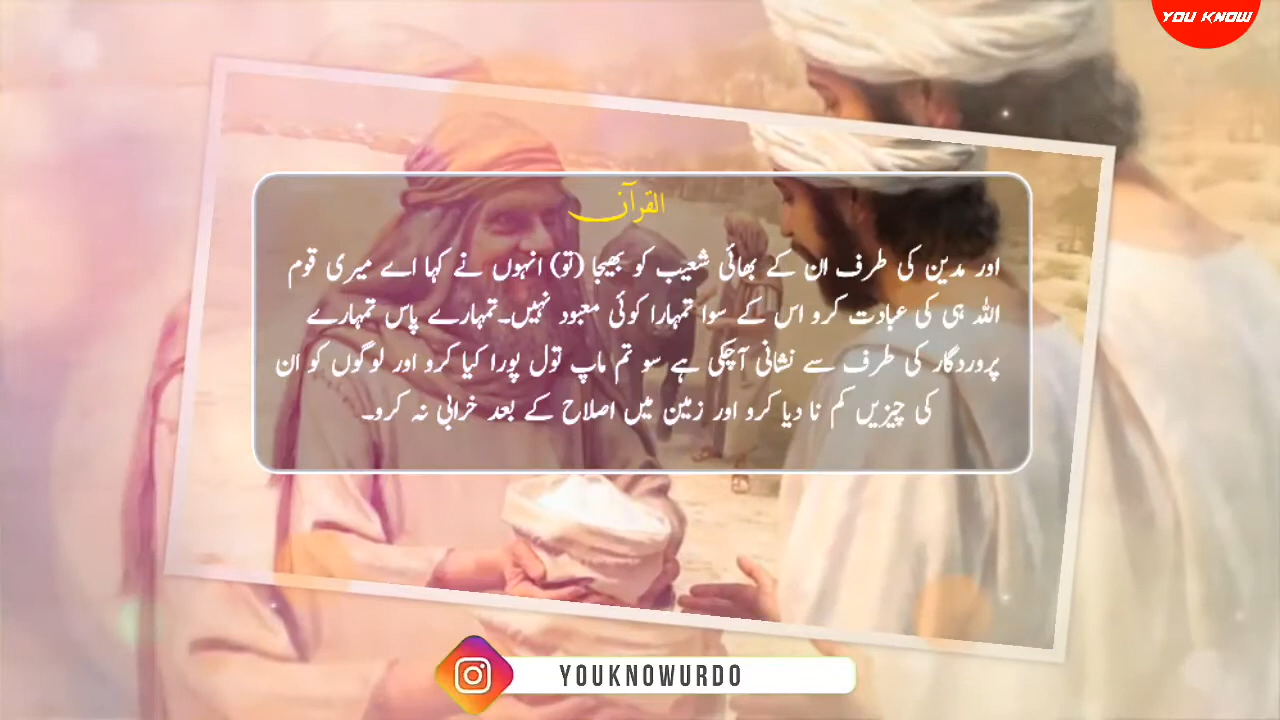 YOU KNOW
القرآن
اور مدین کی طرف ان کے بھائی شعیب کو بھیجا (تو) انہوں نے کہا اے میری قوم
اللہ ہی کی عبادت کرو اس کے سوا تمہارا کوئی معبود نہیں۔تمہارے پاس تمہارے
پروردگار کی طرف سے نشانی آچکی ہے سو تم ماپ تول پورا کیا کرو اور لوگوں کو ان
کی چیزیں کم نا دیا کرو اور زمین میں اصلاح کے بعد خرابی نہ کرو۔
YOUKNOWURDO